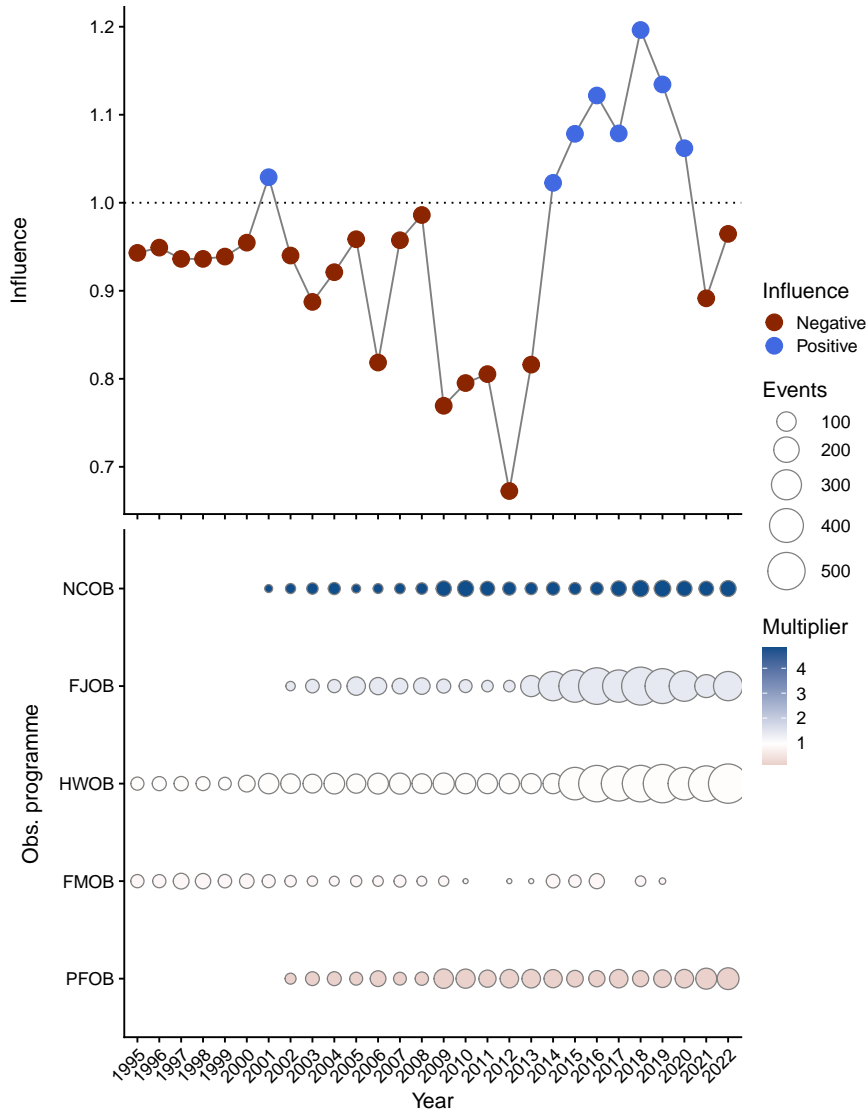 1.2
1.1
1.0
0.9
0.8
0.7
Influence
Influence
Negative
Positive
Events
100
200
300
400
500
Multiplier
4
3
2
1
NCOB
FJOB
HWOB
FMOB
PFOB
Obs. programme
1995 1996 1997 1998 1999 2000 2001 2002 2003 2004 2005 2006 2007 2008 2009 2010 2011 2012 2013 2014 2015 2016 2017 2018 2019 2020 2021 2022
Year